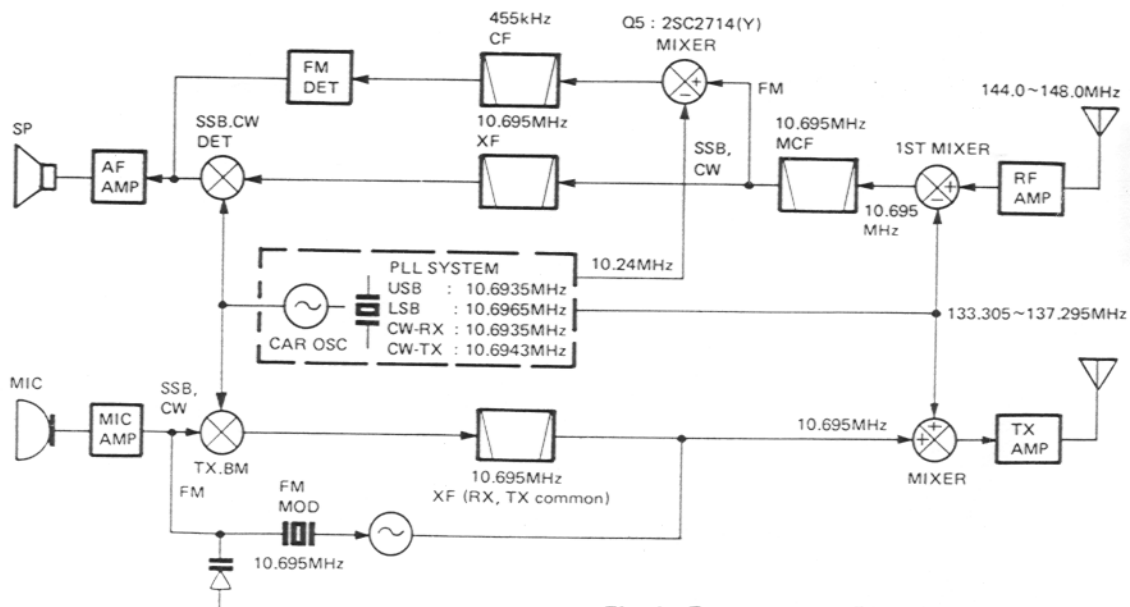 455kHz
CF
Q5 : 2SC2714(Y)
MIXER
FM
DET
FM
144.0~148.0MHz
SP
SSB.CW
DET
10.695MHz
XF
SSB,
CW
10.695MHz
MCF
1ST MIXER
AF
AMP
RF
AMP
10.695
MHz
PLL SYSTEM
USB : 10.6935MHz
LSB : 10.6965MHz
CW-RX : 10.6935MHz
CW-TX : 10.6943MHz
CAR OSC
10.24MHz
133.305~137.295MHz
MIC
SSB,
CW
MIC
AMP
TX.BM
10.695MHz
XF (RX, TX common)
10.695MHz
MIXER
TX
AMP
FM
FM
MOD
10.695MHz